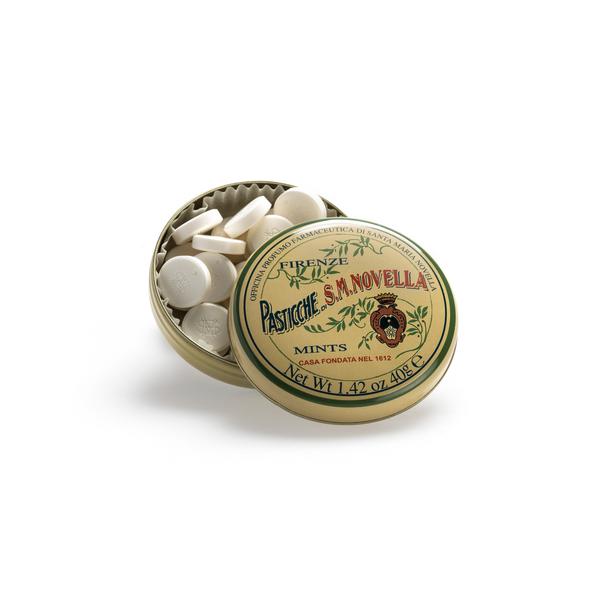 OFFICINA PROFUMO FARMACEUTICA DI SANTA MARIA NOVELLA
FIRENZE
PASTICCHE DI S.M.NOVELLA
MINTS
CASA FONDATA NEL 1612
Net Wt 1.42 oz 40g e